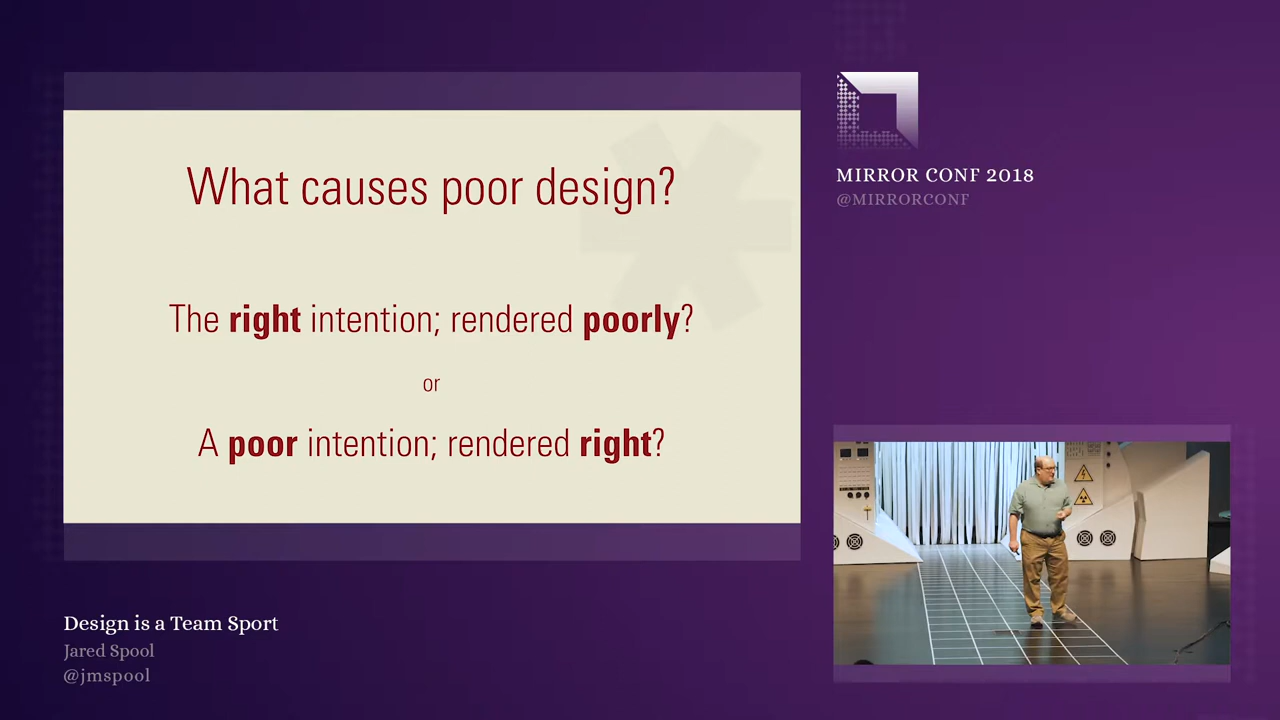 What causes poor design?
The right intention; rendered poorly?
or
A poor intention; rendered right?
MIRROR CONF 2018
@MIRRORCONF
Design is a Team Sport
Jared Spool
@jmspool